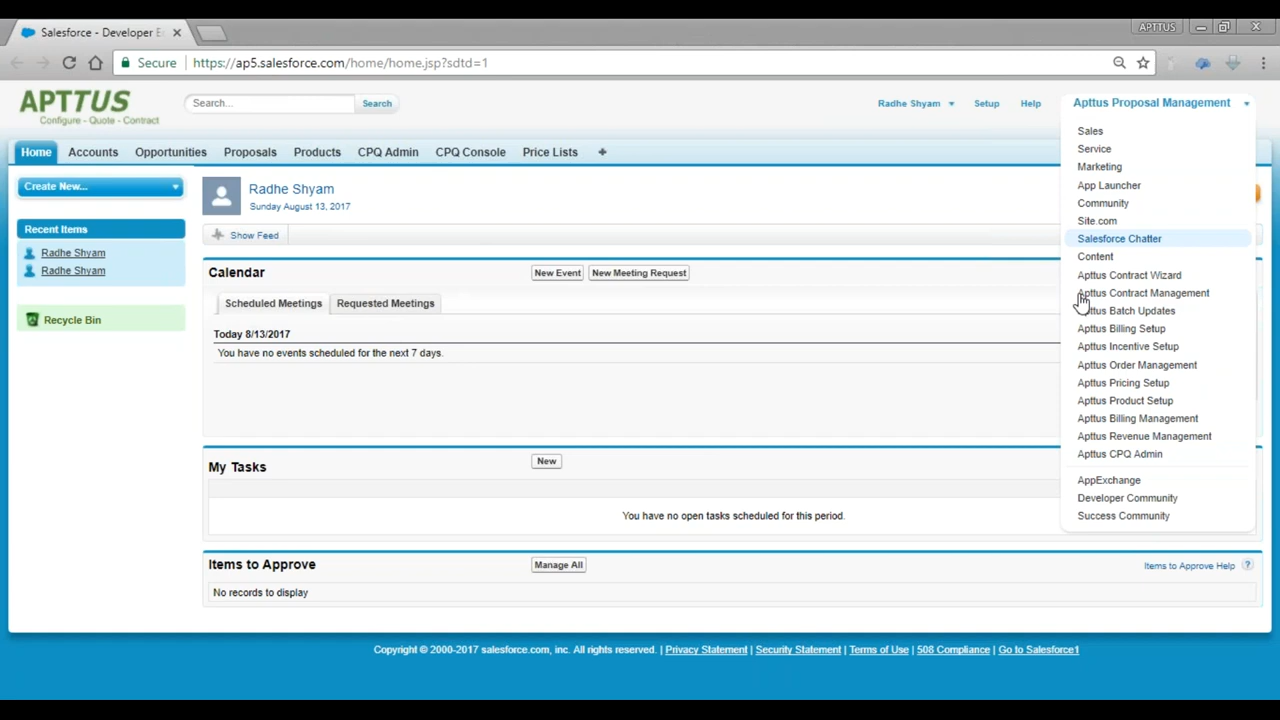 Salesforce - Developer E
APTTUS
Secure
https://ap5.salesforce.com/home/home.jsp?sdtd=1
APTTUS
Configure - Quote - Contract
Search...
Search
Radhe Shyam
Setup
Help
Apttus Proposal Management
Home
Accounts
Opportunities
Proposals
Products
CPQ Admin
CPQ Console
Price Lists
Create New...
Recent Items
Radhe Shyam
Radhe Shyam
Recycle Bin
Radhe Shyam
Sunday August 13, 2017
Show Feed
Calendar
New Event
New Meeting Request
Scheduled Meetings
Requested Meetings
Today 8/13/2017
You have no events scheduled for the next 7 days.
My Tasks
New
You have no open tasks scheduled for this period.
Items to Approve
Manage All
Items to Approve Help
No records to display
Sales
Service
Marketing
App Launcher
Community
Site.com
Salesforce Chatter
Content
Apttus Contract Wizard
Apttus Contract Management
Apttus Batch Updates
Apttus Billing Setup
Apttus Incentive Setup
Apttus Order Management
Apttus Pricing Setup
Apttus Product Setup
Apttus Billing Management
Apttus Revenue Management
Apttus CPQ Admin
AppExchange
Developer Community
Success Community
Copyright © 2000-2017 salesforce.com, inc. All rights reserved. | Privacy Statement | Security Statement | Terms of Use | 508 Compliance | Go to Salesforce1